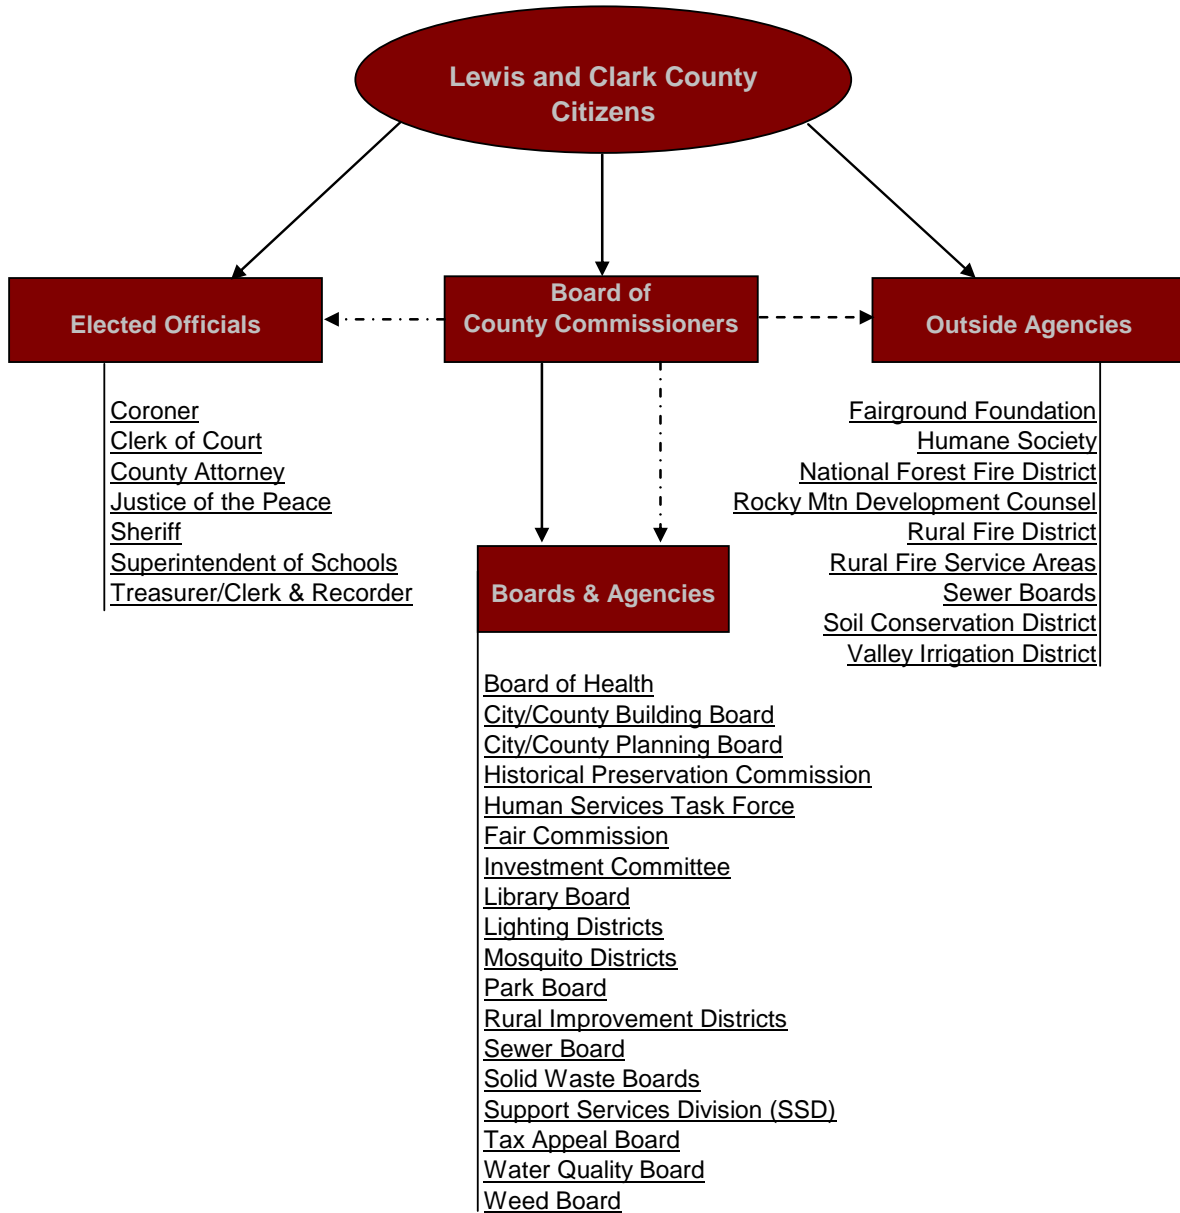 Lewis and Clark County
Citizens
Elected Officials
Board of
County Commissioners
Outside Agencies
Coroner
Clerk of Court
County Attorney
Justice of the Peace
Sheriff
Superintendent of Schools
Treasurer/Clerk & Recorder
Fairground Foundation
Humane Society
National Forest Fire District
Rocky Mtn Development Counsel
Rural Fire District
Rural Fire Service Areas
Sewer Boards
Soil Conservation District
Valley Irrigation District
Boards & Agencies
Board of Health
City/County Building Board
City/County Planning Board
Historical Preservation Commission
Human Services Task Force
Fair Commission
Investment Committee
Library Board
Lighting Districts
Mosquito Districts
Park Board
Rural Improvement Districts
Sewer Board
Solid Waste Boards
Support Services Division (SSD)
Tax Appeal Board
Water Quality Board
Weed Board